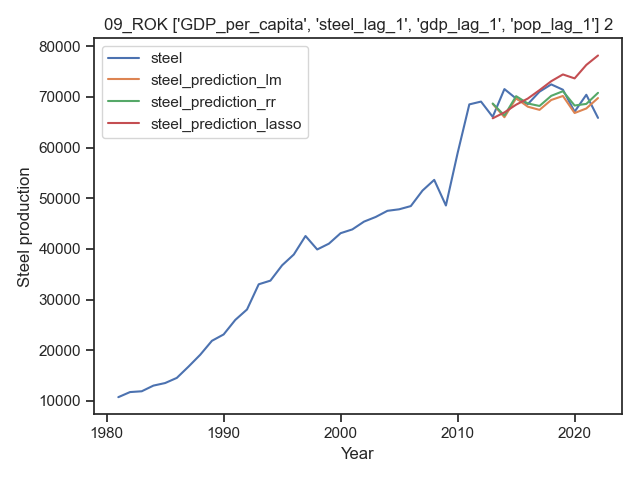 09_ROK ['GDP_per_capita', 'steel_lag_1', 'gdp_lag_1', 'pop_lag_1'] 2
80000
70000
60000
50000
40000
30000
20000
10000
Steel production
steel
steel_prediction_lm
steel_prediction_rr
steel_prediction_lasso
1980 1990 2000 2010 2020
Year